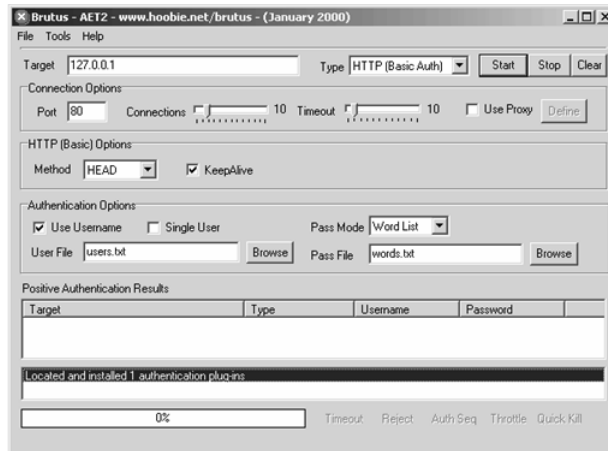 Brutus - AET2 - www.hoobie.net/brutus - (January 2000)
File Tools Help
Target 127.0.0.1 Type HTTP (Basic Auth) Start Stop Clear
Connection Options
Port 80 Connections 10 Timeout 10 Use Proxy Define
HTTP (Basic) Options
Method HEAD KeepAlive
Authentication Options
Use Username Single User Pass Mode Word List
User File users.txt Browse Pass File words.txt Browse
Positive Authentication Results
Target Type Username Password
Located and installed 1 authentication plug-ins
0% Timeout Reject Auth Seq Throttle Quick Kill